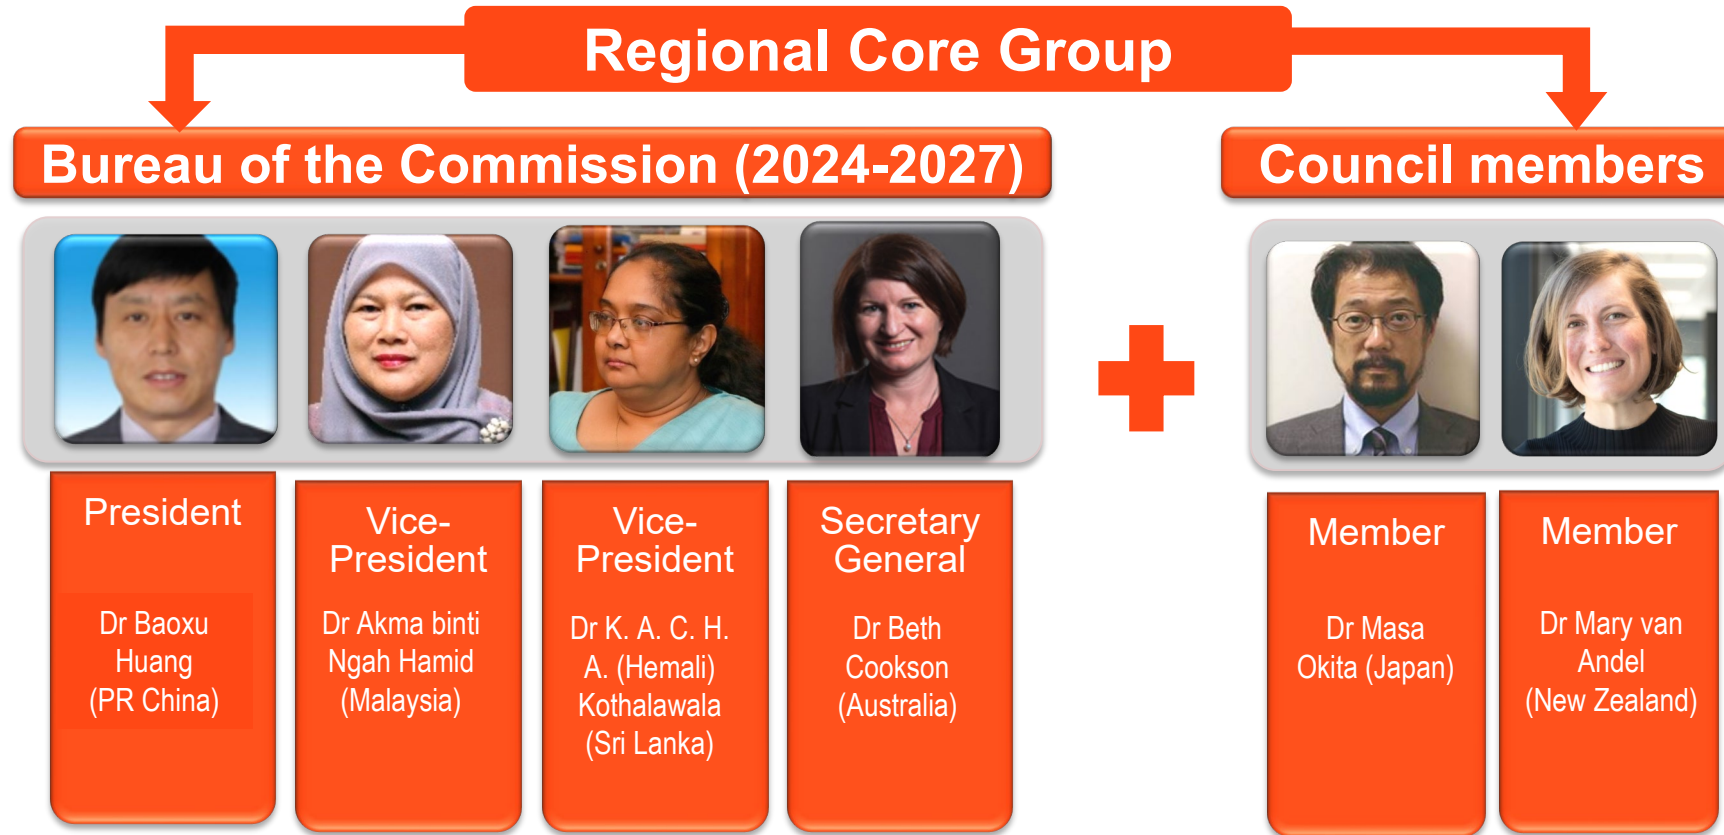 Regional Core Group
Bureau of the Commission (2024-2027)
Council members
President
Dr Baoxu
Huang
(PR China)
Vice-
President
Dr Akma binti
Ngah Hamid
(Malaysia)
Vice-
President
Dr K. A. C. H.
A. (Hemali)
Kothalawala
(Sri Lanka)
Secretary
General
Dr Beth
Cookson
(Australia)
Member
Dr Masa
Okita (Japan)
Member
Dr Mary van
Andel
(New Zealand)